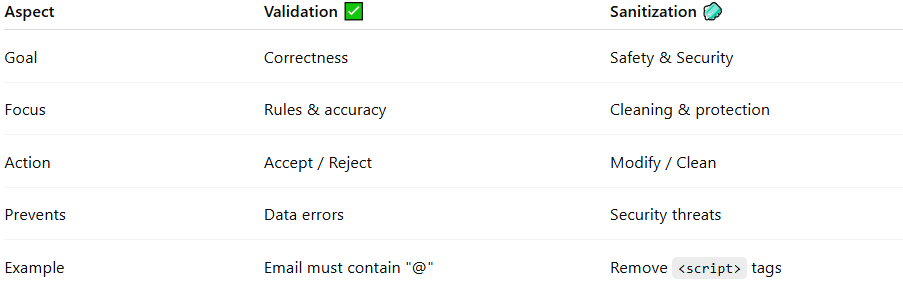 Aspect Validation ✅ Sanitization 🧼
Goal Correctness Safety & Security
Focus Rules & accuracy Cleaning & protection
Action Accept / Reject Modify / Clean
Prevents Data errors Security threats
Example Email must contain "@" Remove <script> tags